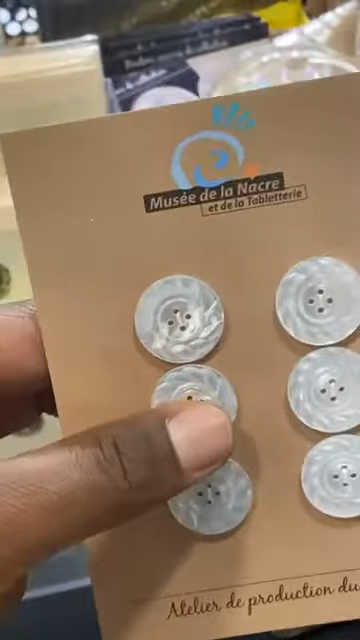 Musée de la Nacre
et de la Tabletterie
Atelier de production du